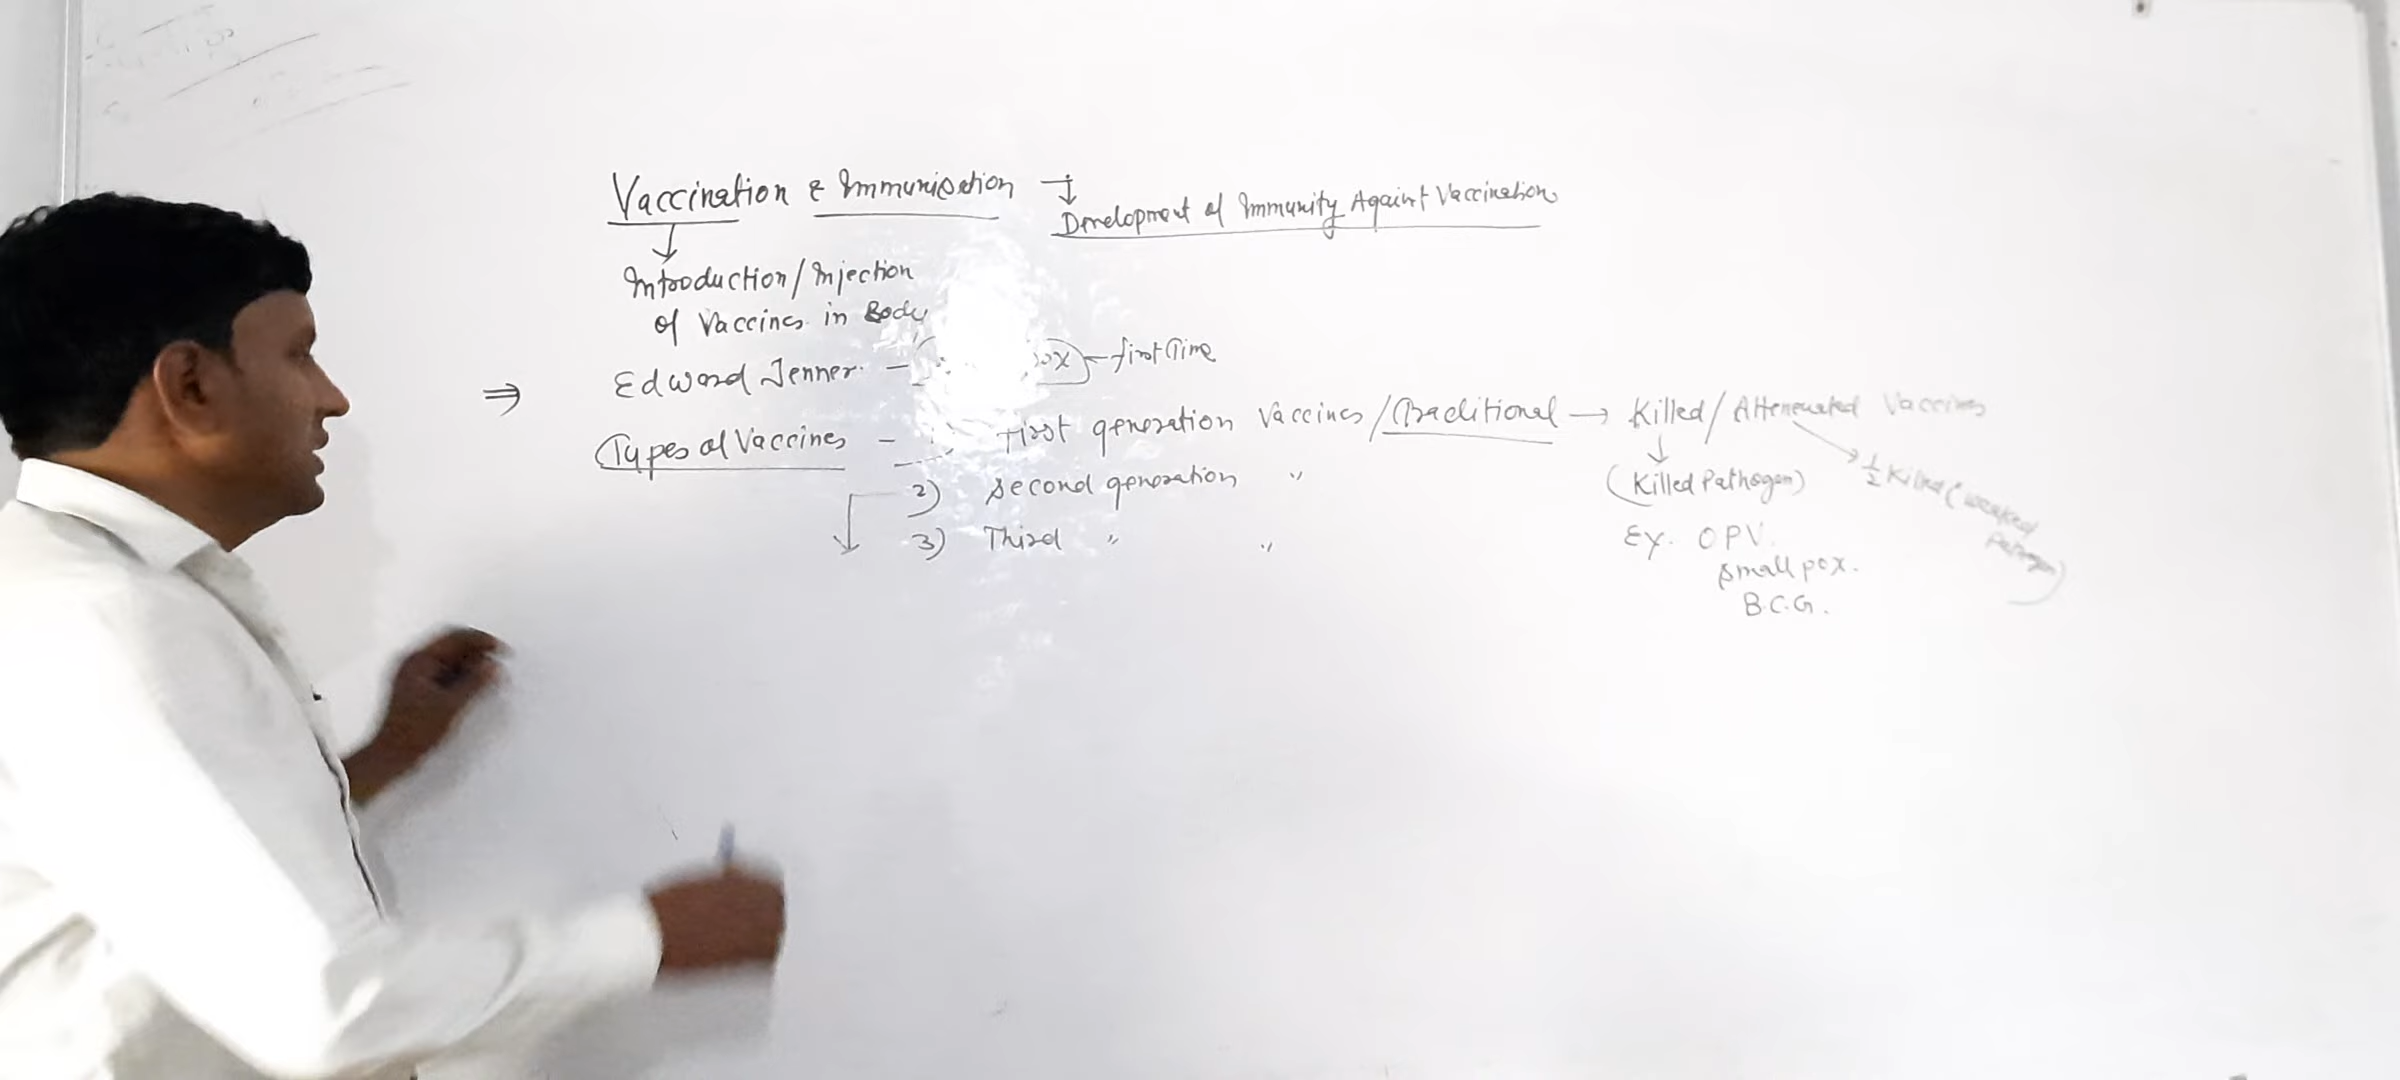 Vaccination & Immunisation →
Development of Immunity Against Vaccination
↓
Introduction/Injection
of Vaccines in Body
⇒ Edward Jenner - ox - first Time
Types of Vaccines - First generation Vaccines/Traditional → Killed/Attenuated Vaccines
2) Second generation "
3) Third " "
↓
(Killed Pathogen)
→ 1/2 Killed (weaked
Pathogen)
Ex. OPV.
Small pox.
B.C.G.